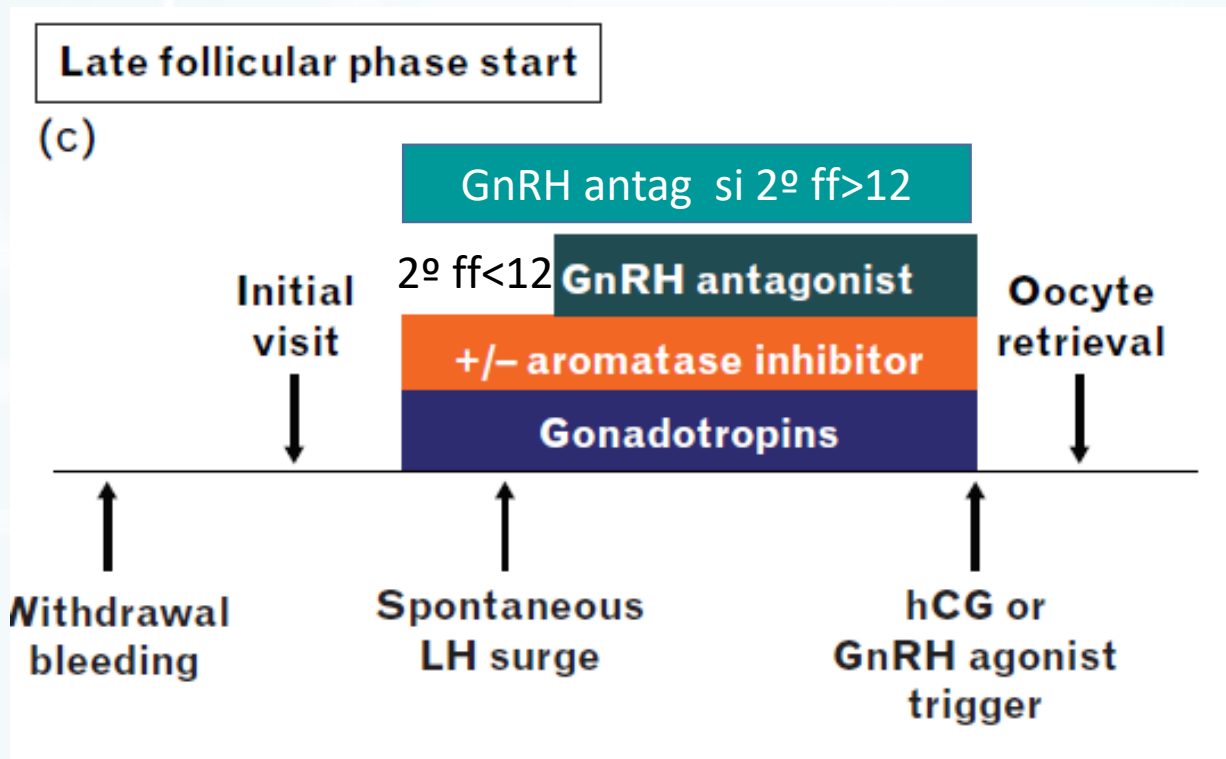 Late follicular phase start
(c)
GnRH antag si 2º ff>12
2º ff<12
GnRH antagonist
Initial
visit
Oocyte
retrieval
+/– aromatase inhibitor
Gonadotropins
Withdrawal
bleeding
Spontaneous
LH surge
hCG or
GnRH agonist
trigger